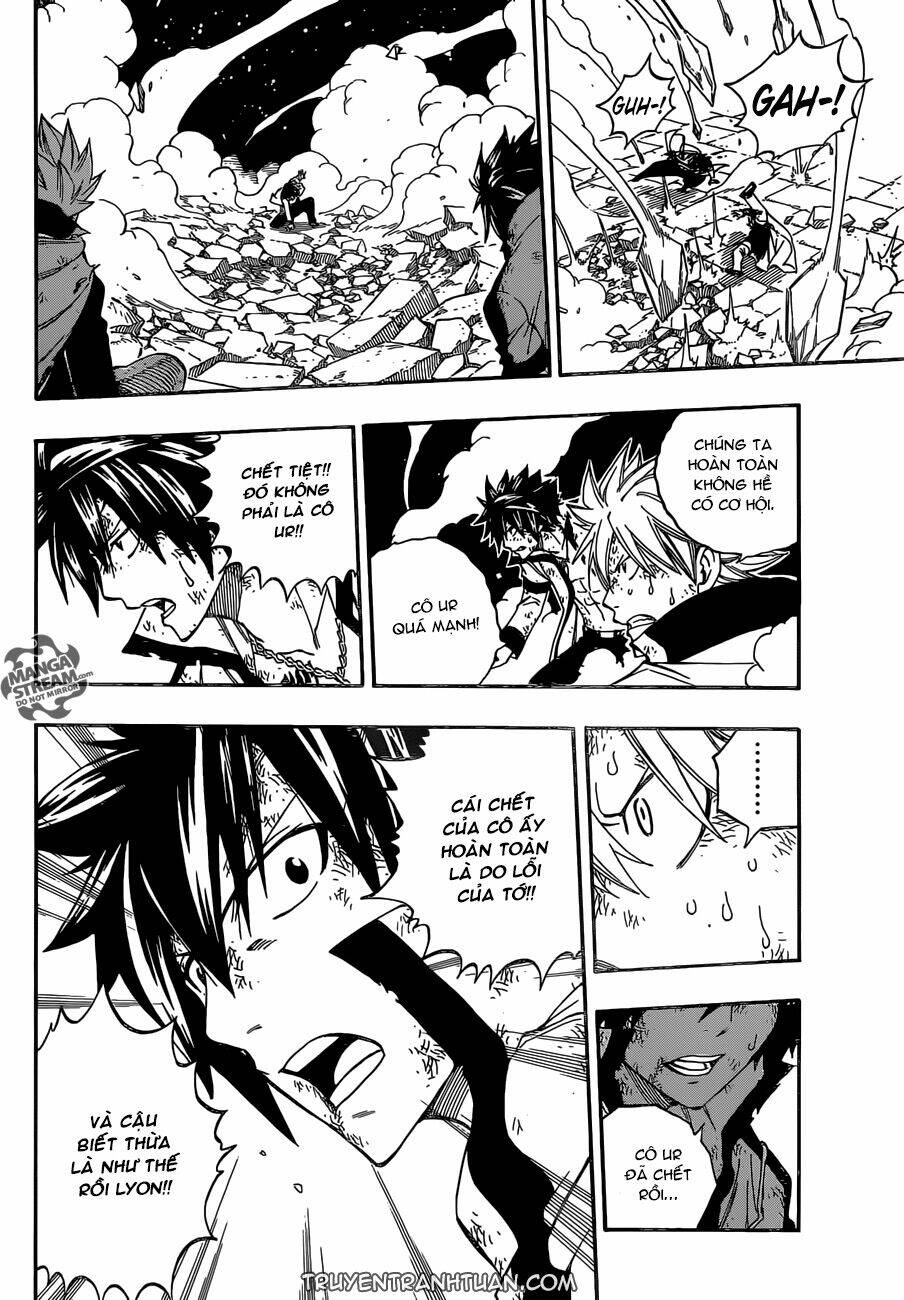 GAH-!
GUH-!
CHÚNG TA
HOÀN TOÀN
KHÔNG HỀ
CÓ CƠ HỘI.
CÔ UR
QUÁ MẠNH!
CHẾT TIỆT!!
ĐÓ KHÔNG
PHẢI LÀ CÔ
UR!!
.......
CÔ UR
ĐÃ CHẾT
RỒI...
CÁI CHẾT
CỦA CÔ ẤY
HOÀN TOÀN
LÀ DO LỖI
CỦA TỚ!!
VÀ CẬU
BIẾT THỪA
LÀ NHƯ THẾ
RỒI LYON!!
MANGA
STREAM.com
DO NOT MIRROR
TRUYENTRANHTUAN.COM